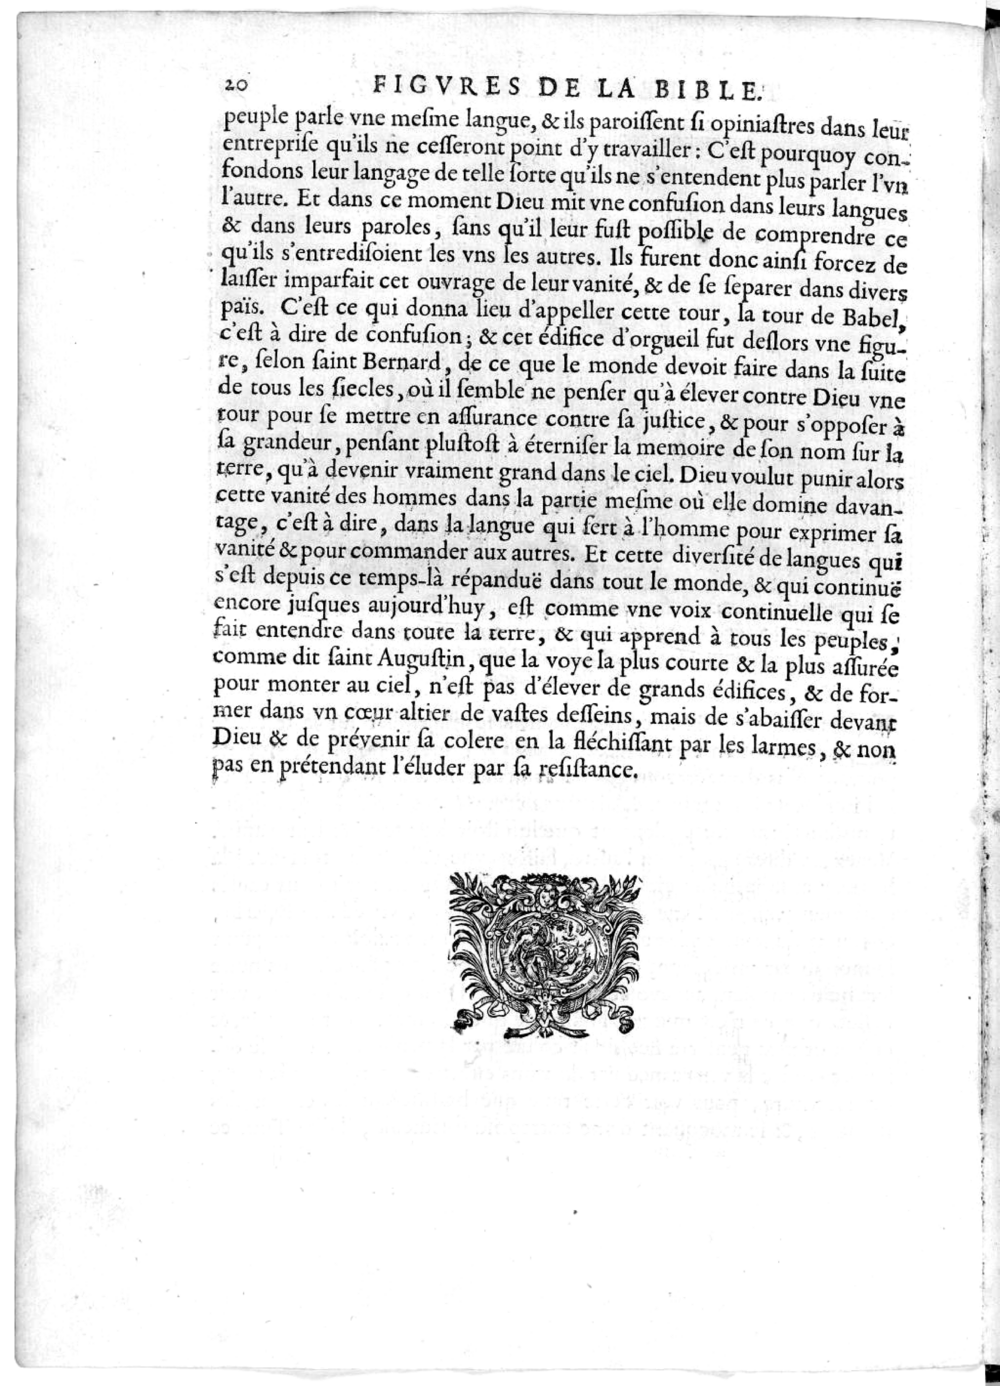 20 FIGVRES DE LA BIBLE.
peuple parle vne meſme langue, & ils paroiſſent ſi opiniaſtres dans leur
entrepriſe qu'ils ne ceſſeront point d'y travailler : C'eſt pourquoy con-
fondons leur langage de telle ſorte qu'ils ne s'entendent plus parler l'vn
l'autre. Et dans ce moment Dieu mit vne confuſion dans leurs langues
& dans leurs paroles, ſans qu'il leur fuſt poſſible de comprendre ce
qu'ils s'entrediſoient les vns les autres. Ils furent donc ainſi forcez de
laiſſer imparfait cet ouvrage de leur vanité, & de ſe ſeparer dans divers
païs. C'eſt ce qui donna lieu d'appeller cette tour, la tour de Babel,
c'eſt à dire de confuſion ; & cet édifice d'orgueil fut deſlors vne figu-
re, ſelon ſaint Bernard, de ce que le monde devoit faire dans la ſuite
de tous les ſiecles, où il ſemble ne penſer qu'à élever contre Dieu vne
tour pour ſe mettre en aſſurance contre ſa juſtice, & pour s'oppoſer à
ſa grandeur, penſant pluſtoſt à éterniſer la memoire de ſon nom ſur la
terre, qu'à devenir vraiment grand dans le ciel. Dieu voulut punir alors
cette vanité des hommes dans la partie meſme où elle domine davan-
tage, c'eſt à dire, dans la langue qui ſert à l'homme pour exprimer ſa
vanité & pour commander aux autres. Et cette diverſité de langues qui
s'eſt depuis ce temps-là répanduë dans tout le monde, & qui continuë
encore juſques aujourd'huy, eſt comme vne voix continuelle qui ſe
fait entendre dans toute la terre, & qui apprend à tous les peuples,
comme dit ſaint Auguſtin, que la voye la plus courte & la plus aſſurée
pour monter au ciel, n'eſt pas d'élever de grands édifices, & de for-
mer dans vn cœur altier de vaſtes deſſeins, mais de s'abaiſſer devant
Dieu & de prévenir ſa colere en la fléchiſſant par les larmes, & non
pas en prétendant l'éluder par ſa reſiſtance.